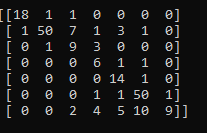 [[18 1 1 0 0 0 0]
[ 1 50 7 1 3 1 0]
[ 0 1 9 3 0 0 0]
[ 0 0 0 6 1 1 0]
[ 0 0 0 0 14 1 0]
[ 0 0 0 1 1 50 1]
[ 0 0 2 4 5 10 9]]